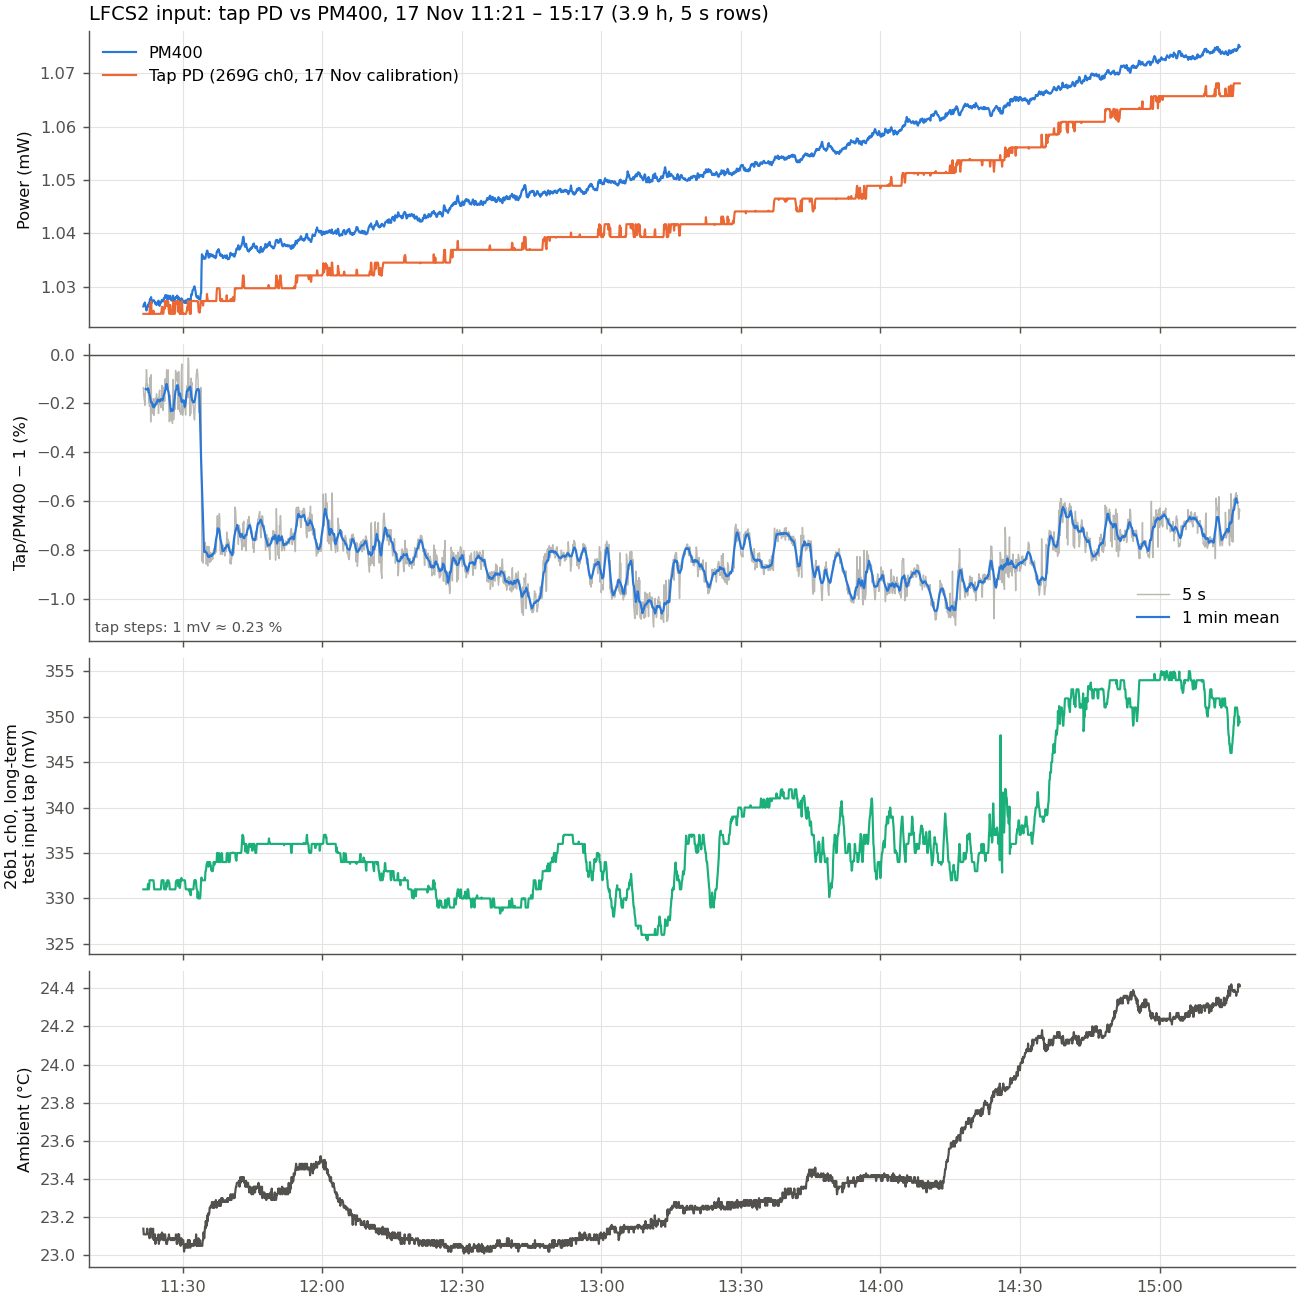 LFCS2 input: tap PD vs PM400, 17 Nov 11:21 – 15:17 (3.9 h, 5 s rows)
PM400
Tap PD (269G ch0, 17 Nov calibration)
Power (mW)
1.07
1.06
1.05
1.04
1.03
Tap/PM400 − 1 (%)
0.0
−0.2
−0.4
−0.6
−0.8
−1.0
5 s
1 min mean
tap steps: 1 mV ≈ 0.23 %
26b1 ch0, long-term
test input tap (mV)
355
350
345
340
335
330
325
Ambient (°C)
24.4
24.2
24.0
23.8
23.6
23.4
23.2
23.0
11:30 12:00 12:30 13:00 13:30 14:00 14:30 15:00